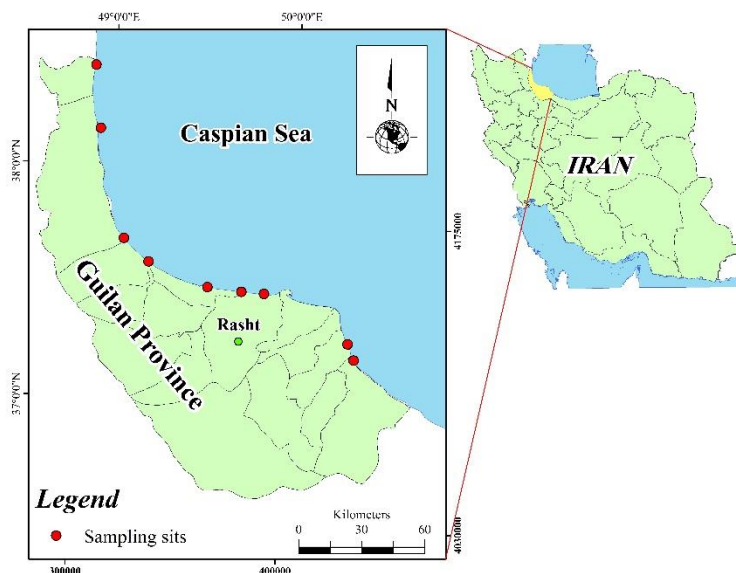 49°0'0"E 50°0'0"E
N
Caspian Sea
IRAN
38°0'0"N
4175000
Guilan Province
Rasht
37°0'0"N
Legend
Sampling sits
Kilometers
0 30 60
4030000
300000 400000